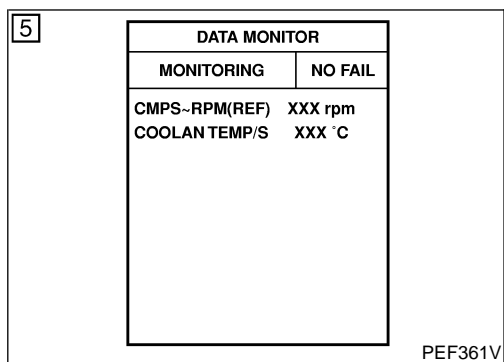 5
DATA MONITOR
MONITORING NO FAIL
CMPS~RPM(REF) XXX rpm
COOLAN TEMP/S XXX °C
PEF361V